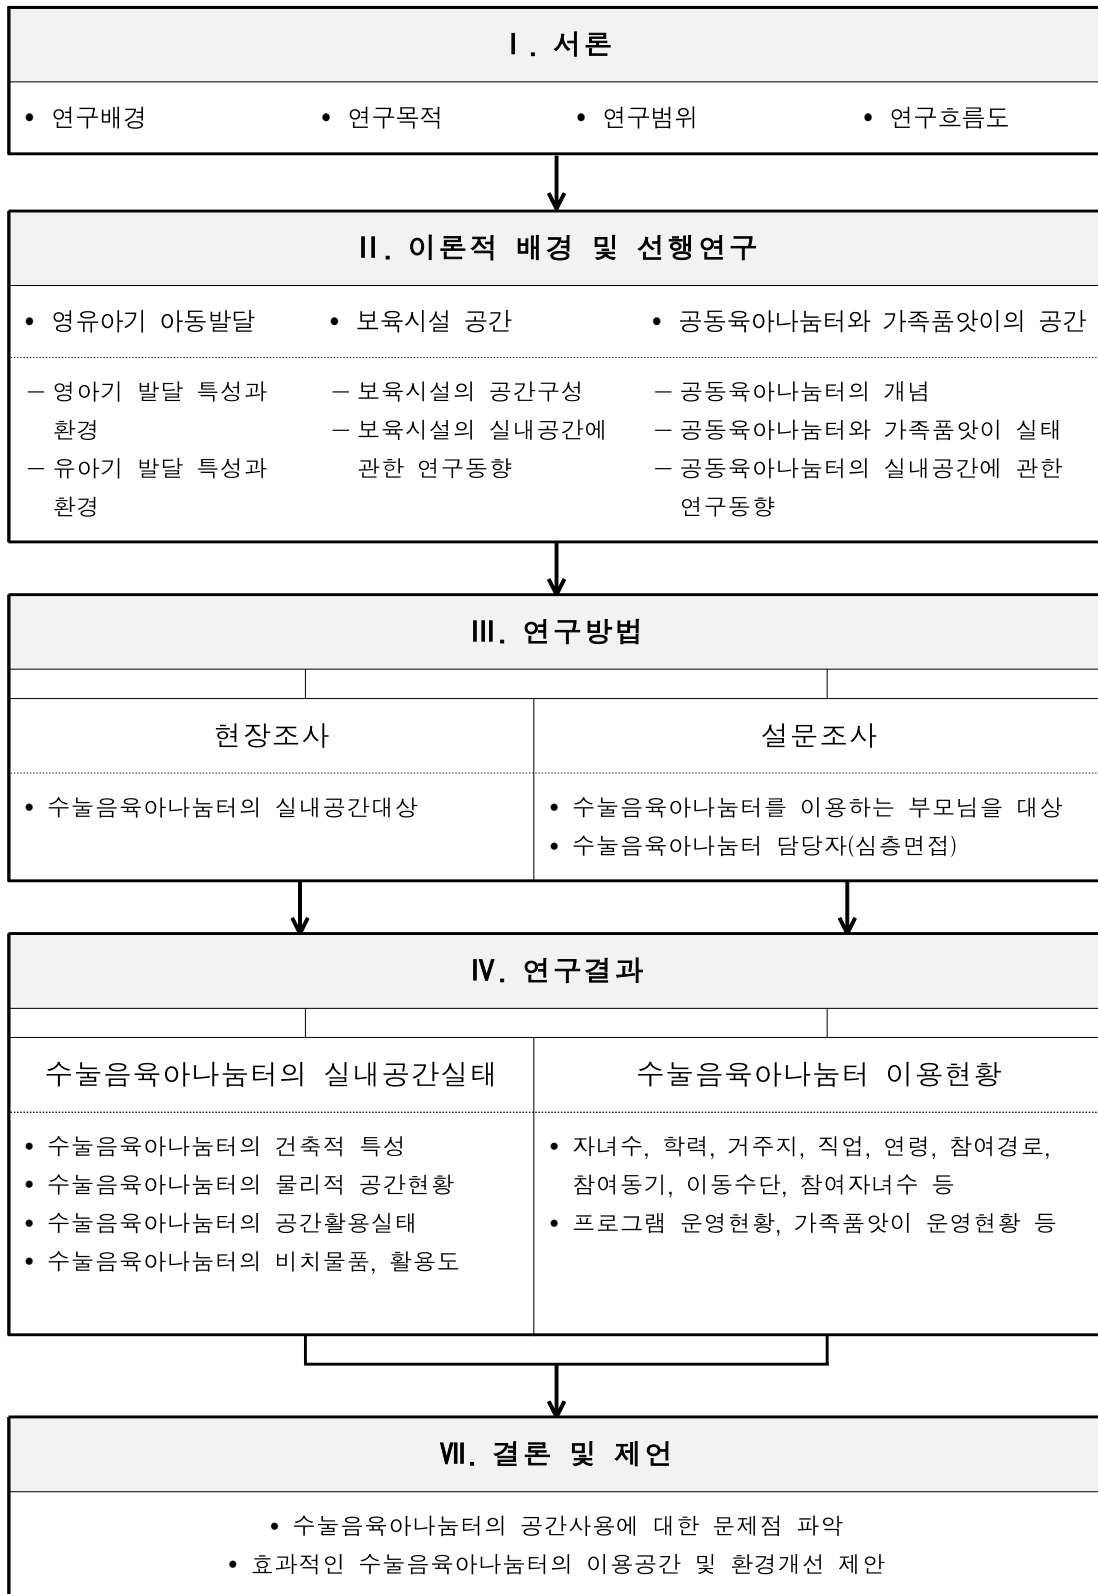 Ⅰ. 서론
• 연구배경 • 연구목적 • 연구범위 • 연구흐름도
Ⅱ. 이론적 배경 및 선행연구
• 영유아기 아동발달 • 보육시설 공간 • 공동육아나눔터와 가족품앗이의 공간
– 영아기 발달 특성과
환경
– 유아기 발달 특성과
환경
– 보육시설의 공간구성
– 보육시설의 실내공간에
관한 연구동향
– 공동육아나눔터의 개념
– 공동육아나눔터와 가족품앗이 실태
– 공동육아나눔터의 실내공간에 관한
연구동향
Ⅲ. 연구방법
현장조사
• 수눌음육아나눔터의 실내공간대상
설문조사
• 수눌음육아나눔터를 이용하는 부모님을 대상
• 수눌음육아나눔터 담당자(심층면접)
Ⅳ. 연구결과
수눌음육아나눔터의 실내공간실태
• 수눌음육아나눔터의 건축적 특성
• 수눌음육아나눔터의 물리적 공간현황
• 수눌음육아나눔터의 공간활용실태
• 수눌음육아나눔터의 비치물품, 활용도
수눌음육아나눔터 이용현황
• 자녀수, 학력, 거주지, 직업, 연령, 참여경로,
참여동기, 이동수단, 참여자녀수 등
• 프로그램 운영현황, 가족품앗이 운영현황 등
Ⅶ. 결론 및 제언
• 수눌음육아나눔터의 공간사용에 대한 문제점 파악
• 효과적인 수눌음육아나눔터의 이용공간 및 환경개선 제안